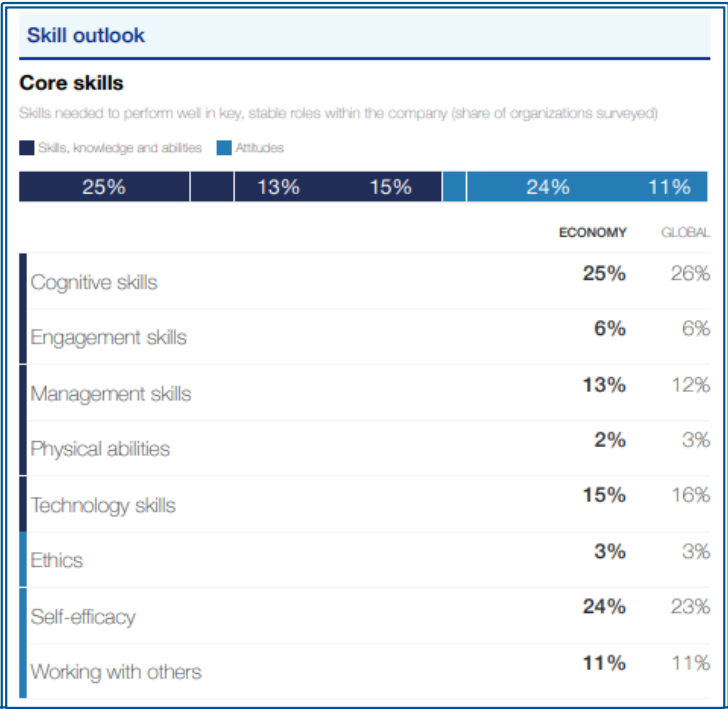 Skill outlook
Core skills
Skills needed to perform well in key, stable roles within the company (share of organizations surveyed)
Skills, knowledge and abilities Attitudes
25% 13% 15% 24% 11%
ECONOMY GLOBAL
Cognitive skills 25% 26%
Engagement skills 6% 6%
Management skills 13% 12%
Physical abilities 2% 3%
Technology skills 15% 16%
Ethics 3% 3%
Self-efficacy 24% 23%
Working with others 11% 11%